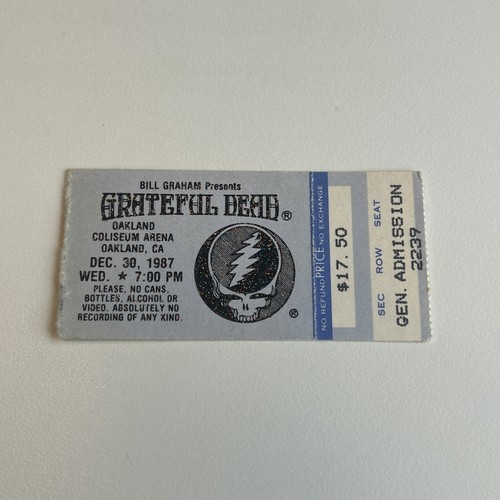 BILL GRAHAM Presents
GRATEFUL DEAD®
OAKLAND
COLISEUM ARENA
OAKLAND, CA
DEC. 30, 1987
WED. ★ 7:00 PM
PLEASE, NO CANS,
BOTTLES, ALCOHOL OR
VIDEO. ABSOLUTELY NO
RECORDING OF ANY KIND.
®
NO REFUND PRICE NO EXCHANGE
$17.50
SEC ROW SEAT
GEN.ADMISSION
2239